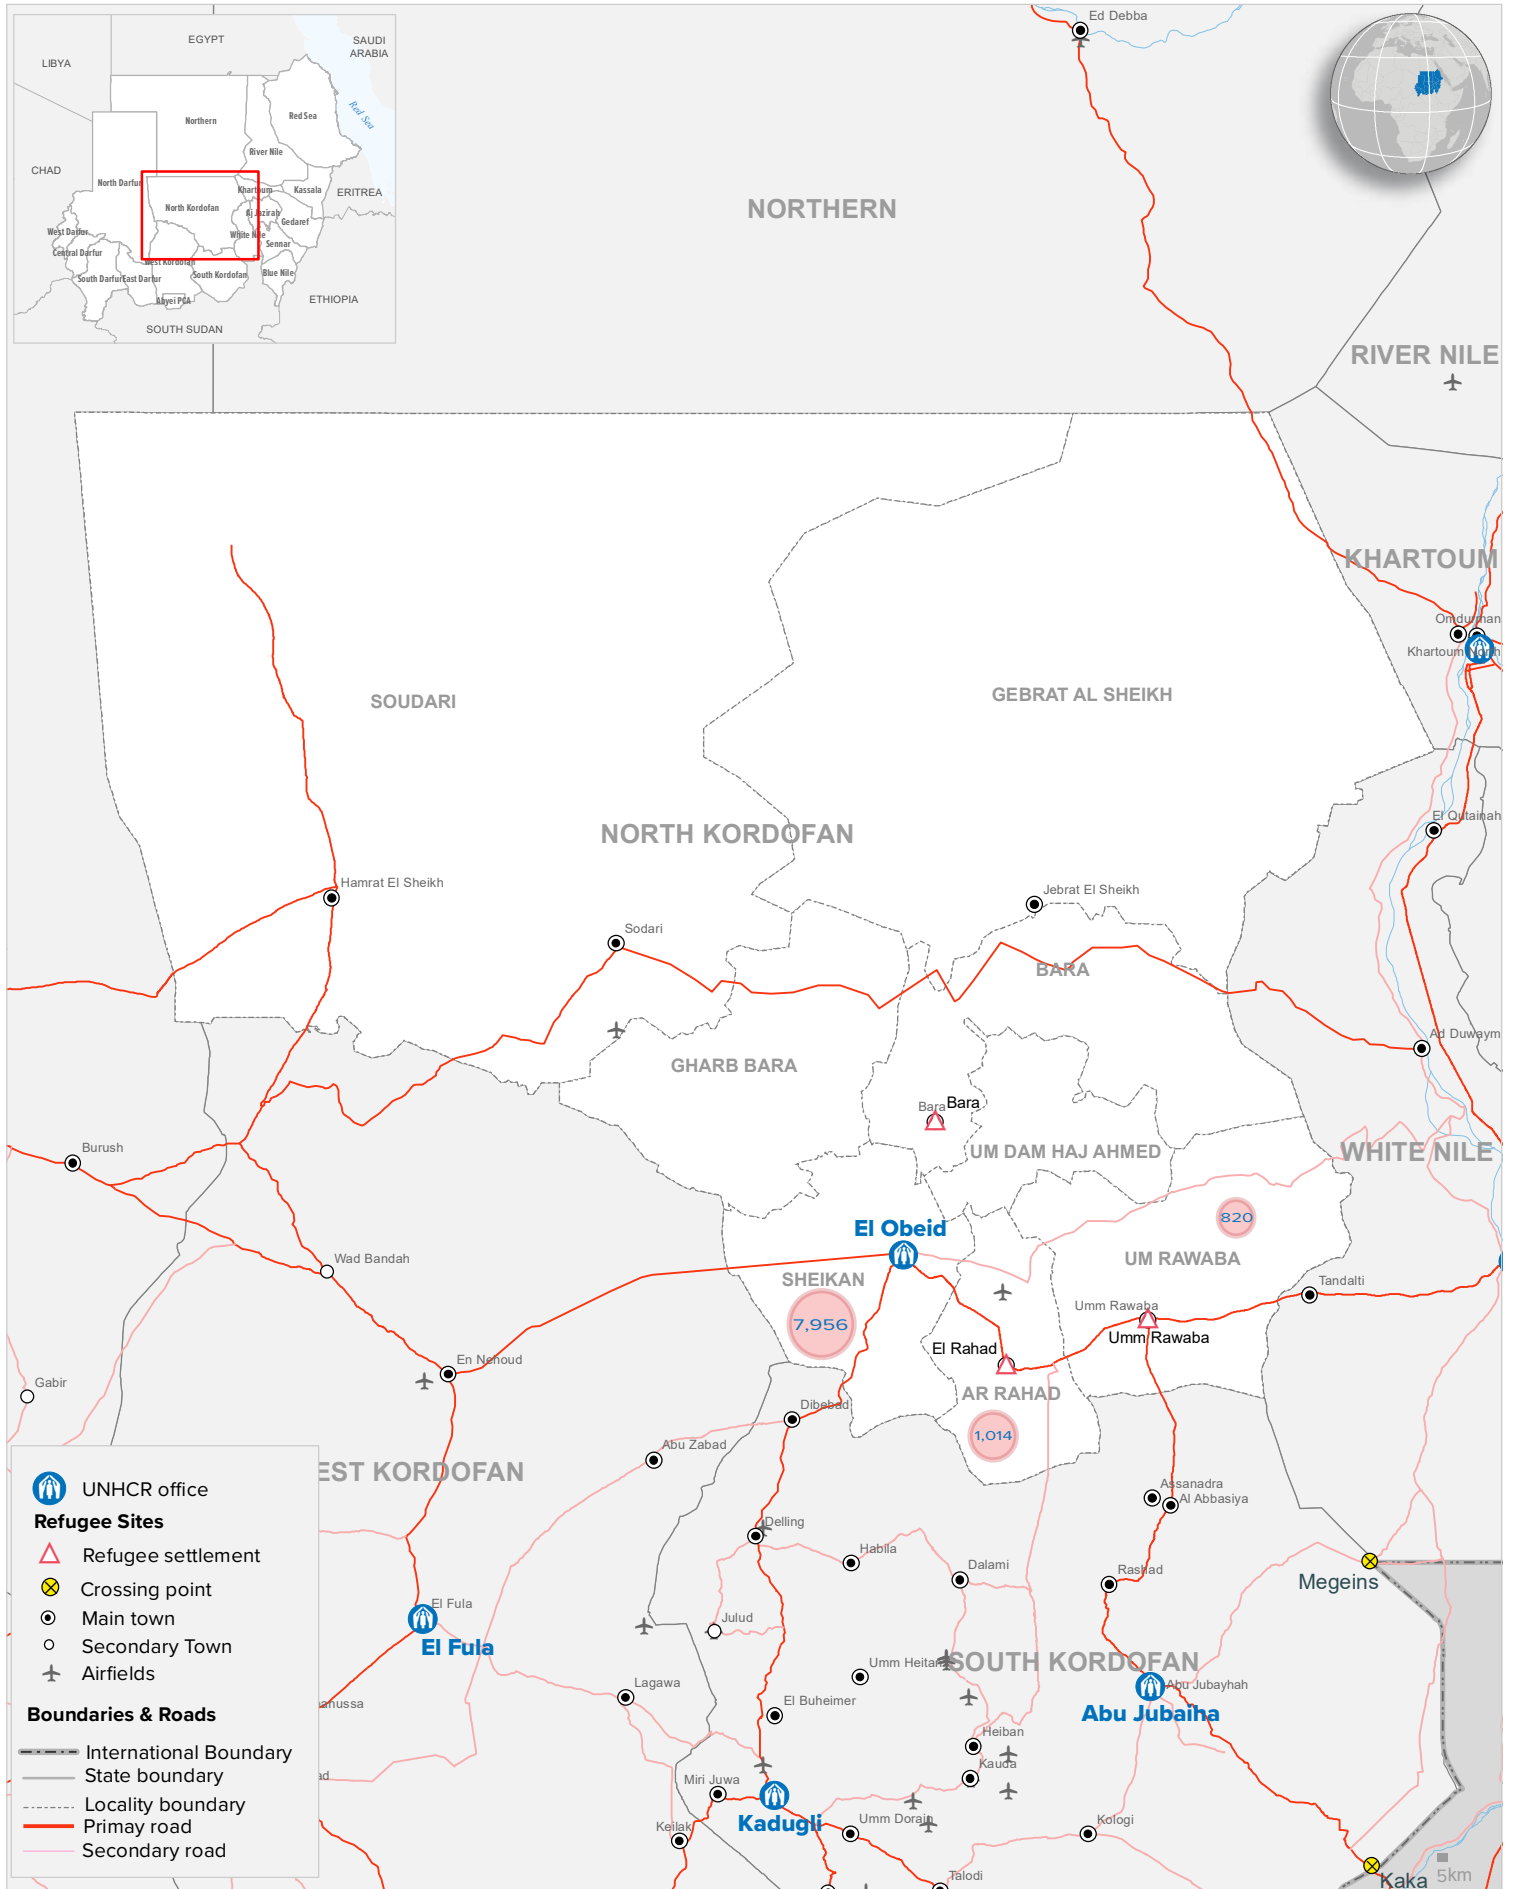 Ed Debba
EGYPT
SAUDI
ARABIA
LIBYA
Red Sea
Northern
Red Sea
River Nile
CHAD
North Darfur
Khartoum
Kassala
ERITREA
North Kordofan
Aj Jazirah
Gedaref
West Darfur
White Nile
Sennar
Central Darfur
West Kordofan
South Darfur
East Darfur
South Kordofan
Blue Nile
Abyei PCA
ETHIOPIA
SOUTH SUDAN
NORTHERN
RIVER NILE
KHARTOUM
Omdurman
Khartoum North
SOUDARI
GEBRAT AL SHEIKH
NORTH KORDOFAN
El Qutainah
Hamrat El Sheikh
Jebrat El Sheikh
Sodari
BARA
Ad Duwaym
GHARB BARA
Bara
Bara
Burush
UM DAM HAJ AHMED
WHITE NILE
820
El Obeid
Wad Bandah
UM RAWABA
SHEIKAN
Tandalti
Umm Rawaba
7,956
Umm Rawaba
El Rahad
En Nehoud
Gabir
AR RAHAD
Dibebad
1,014
Abu Zabad
EST KORDOFAN
Assanadra
Al Abbasiya
Delling
Habila
Dalami
Rashad
Megeins
El Fula
El Fula
Julud
Umm Heitan
SOUTH KORDOFAN
Lagawa
Abu Jubayhah
anussa
El Buheimer
Abu Jubaiha
Heiban
Kauda
ad
Miri Juwa
Kadugli
Umm Dorain
Keilak
Kologi
Talodi
Kaka
5km
UNHCR office
Refugee Sites
Refugee settlement
Crossing point
Main town
Secondary Town
Airfields
Boundaries & Roads
International Boundary
State boundary
Locality boundary
Primay road
Secondary road